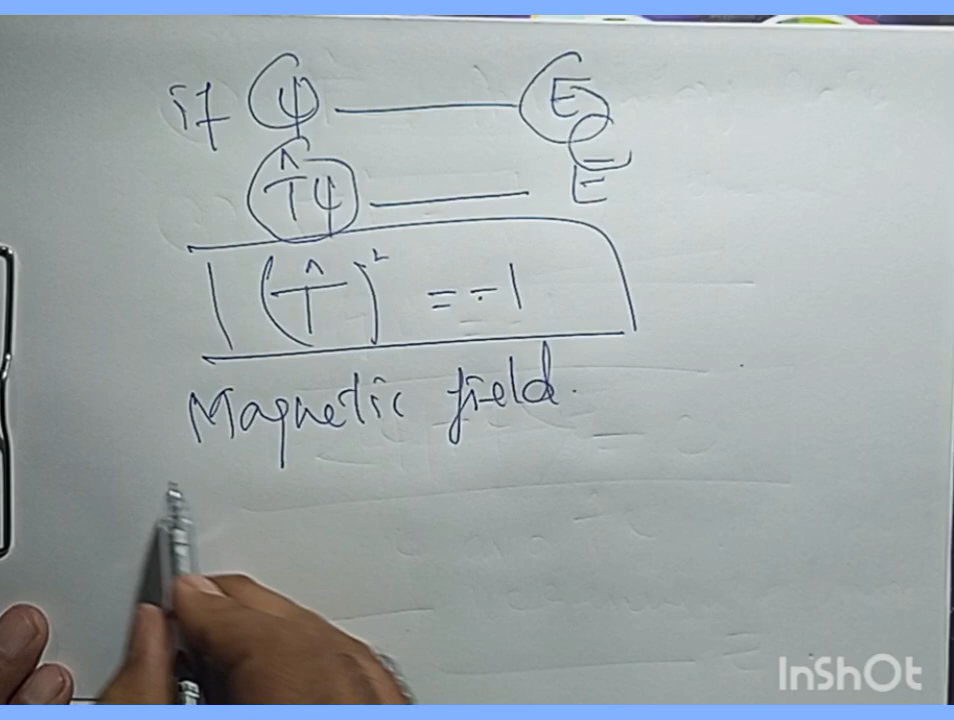 if ψ ——— E
T̂ψ ——— E
(T̂)² = -1
Magnetic field.
InShOt